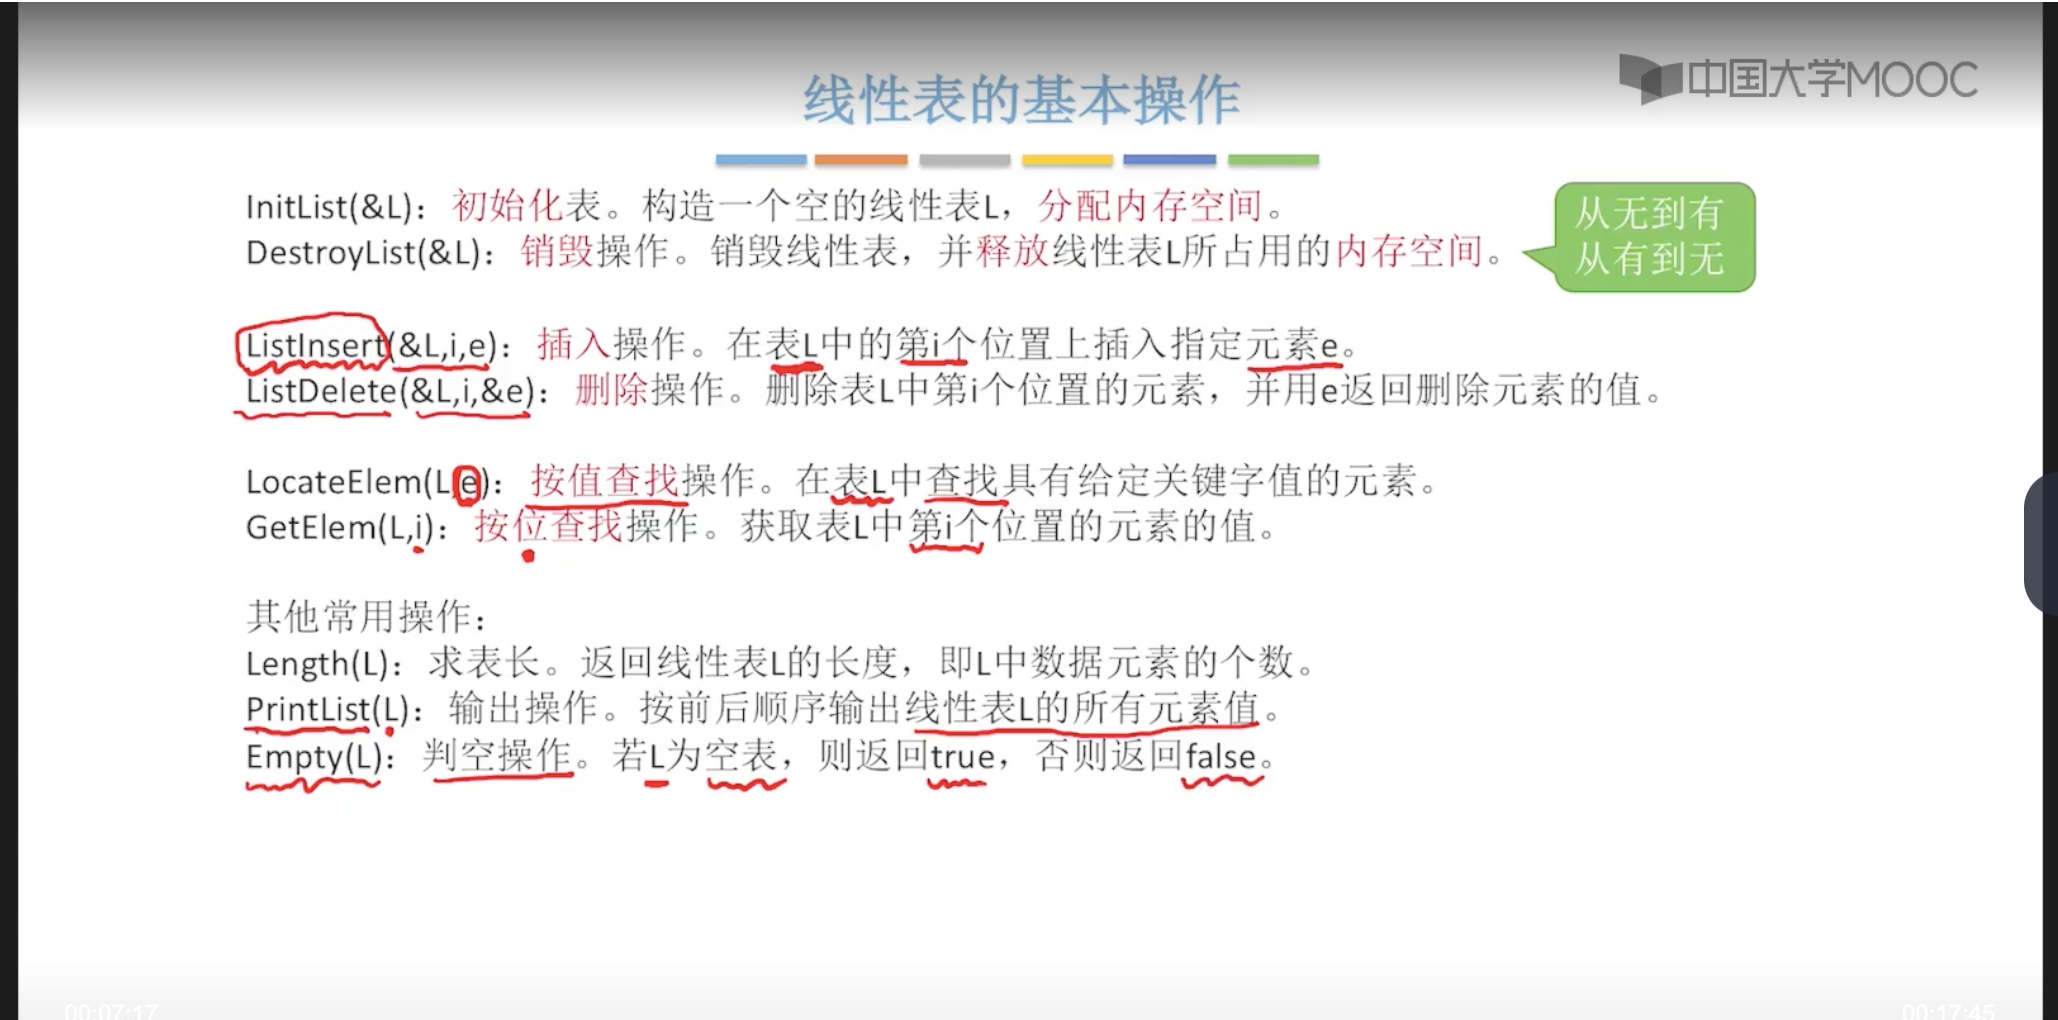 中国大学MOOC
线性表的基本操作
InitList(&L)：初始化表。构造一个空的线性表L，分配内存空间。
DestroyList(&L)：销毁操作。销毁线性表，并释放线性表L所占用的内存空间。
从无到有
从有到无
ListInsert(&L,i,e)：插入操作。在表L中的第i个位置上插入指定元素e。
ListDelete(&L,i,&e)：删除操作。删除表L中第i个位置的元素，并用e返回删除元素的值。
LocateElem(L,e)：按值查找操作。在表L中查找具有给定关键字值的元素。
GetElem(L,i)：按位查找操作。获取表L中第i个位置的元素的值。
其他常用操作：
Length(L)：求表长。返回线性表L的长度，即L中数据元素的个数。
PrintList(L)：输出操作。按前后顺序输出线性表L的所有元素值。
Empty(L)：判空操作。若L为空表，则返回true，否则返回false。
00:07:17
00:17:45